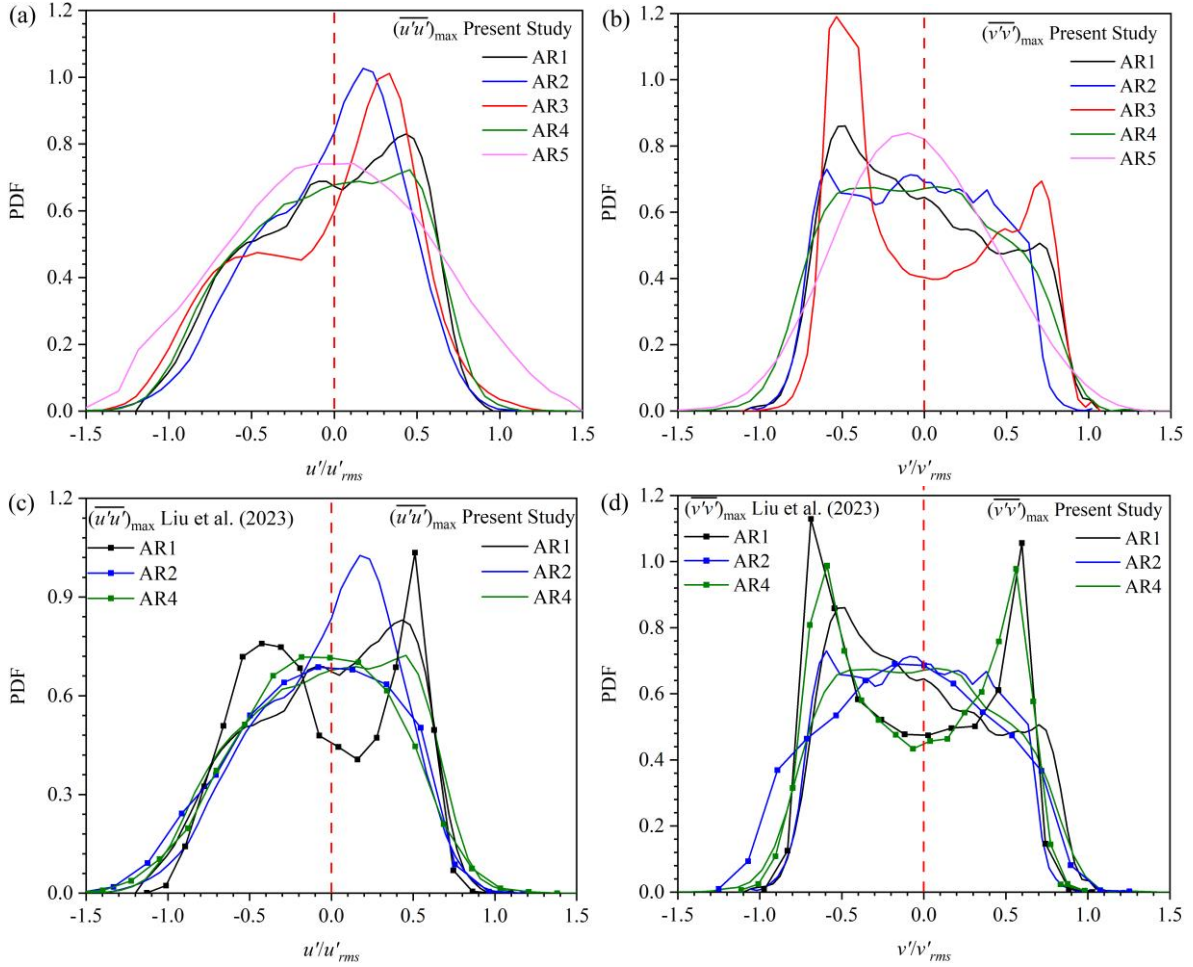 (a)
(u'u')max Present Study
AR1
AR2
AR3
AR4
AR5
PDF
1.2
1.0
0.8
0.6
0.4
0.2
0.0
-1.5 -1.0 -0.5 0.0 0.5 1.0 1.5
u'/u'rms
(b)
(v'v')max Present Study
AR1
AR2
AR3
AR4
AR5
PDF
1.2
1.0
0.8
0.6
0.4
0.2
0.0
-1.5 -1.0 -0.5 0.0 0.5 1.0 1.5
v'/v'rms
(c)
(u'u')max Liu et al. (2023)
AR1
AR2
AR4
(u'u')max Present Study
AR1
AR2
AR4
PDF
1.2
0.9
0.6
0.3
0.0
-1.5 -1.0 -0.5 0.0 0.5 1.0 1.5
u'/u'rms
(d)
(v'v')max Liu et al. (2023)
AR1
AR2
AR4
(v'v')max Present Study
AR1
AR2
AR4
PDF
1.2
1.0
0.8
0.6
0.4
0.2
0.0
-1.5 -1.0 -0.5 0.0 0.5 1.0 1.5
v'/v'rms